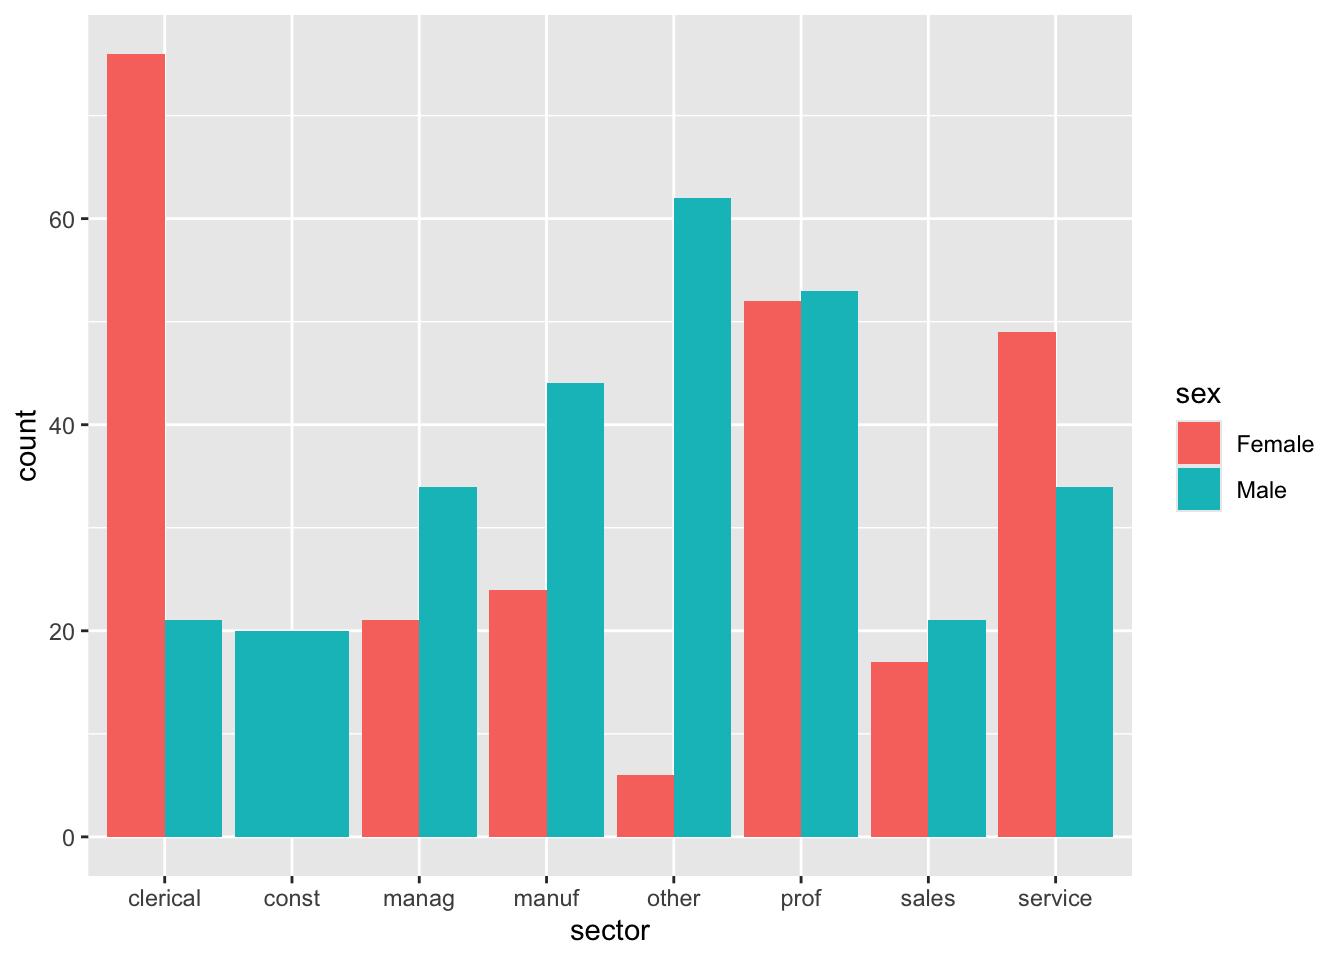 count
60
40
20
0
clerical const manag manuf other prof sales service
sector
sex
Female
Male